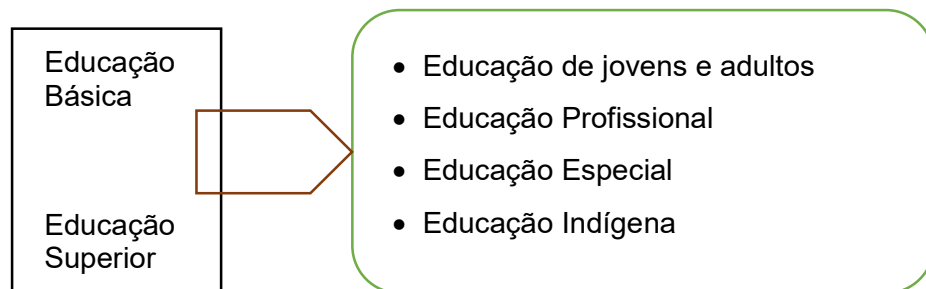 Educação
Básica
Educação
Superior
• Educação de jovens e adultos
• Educação Profissional
• Educação Especial
• Educação Indígena